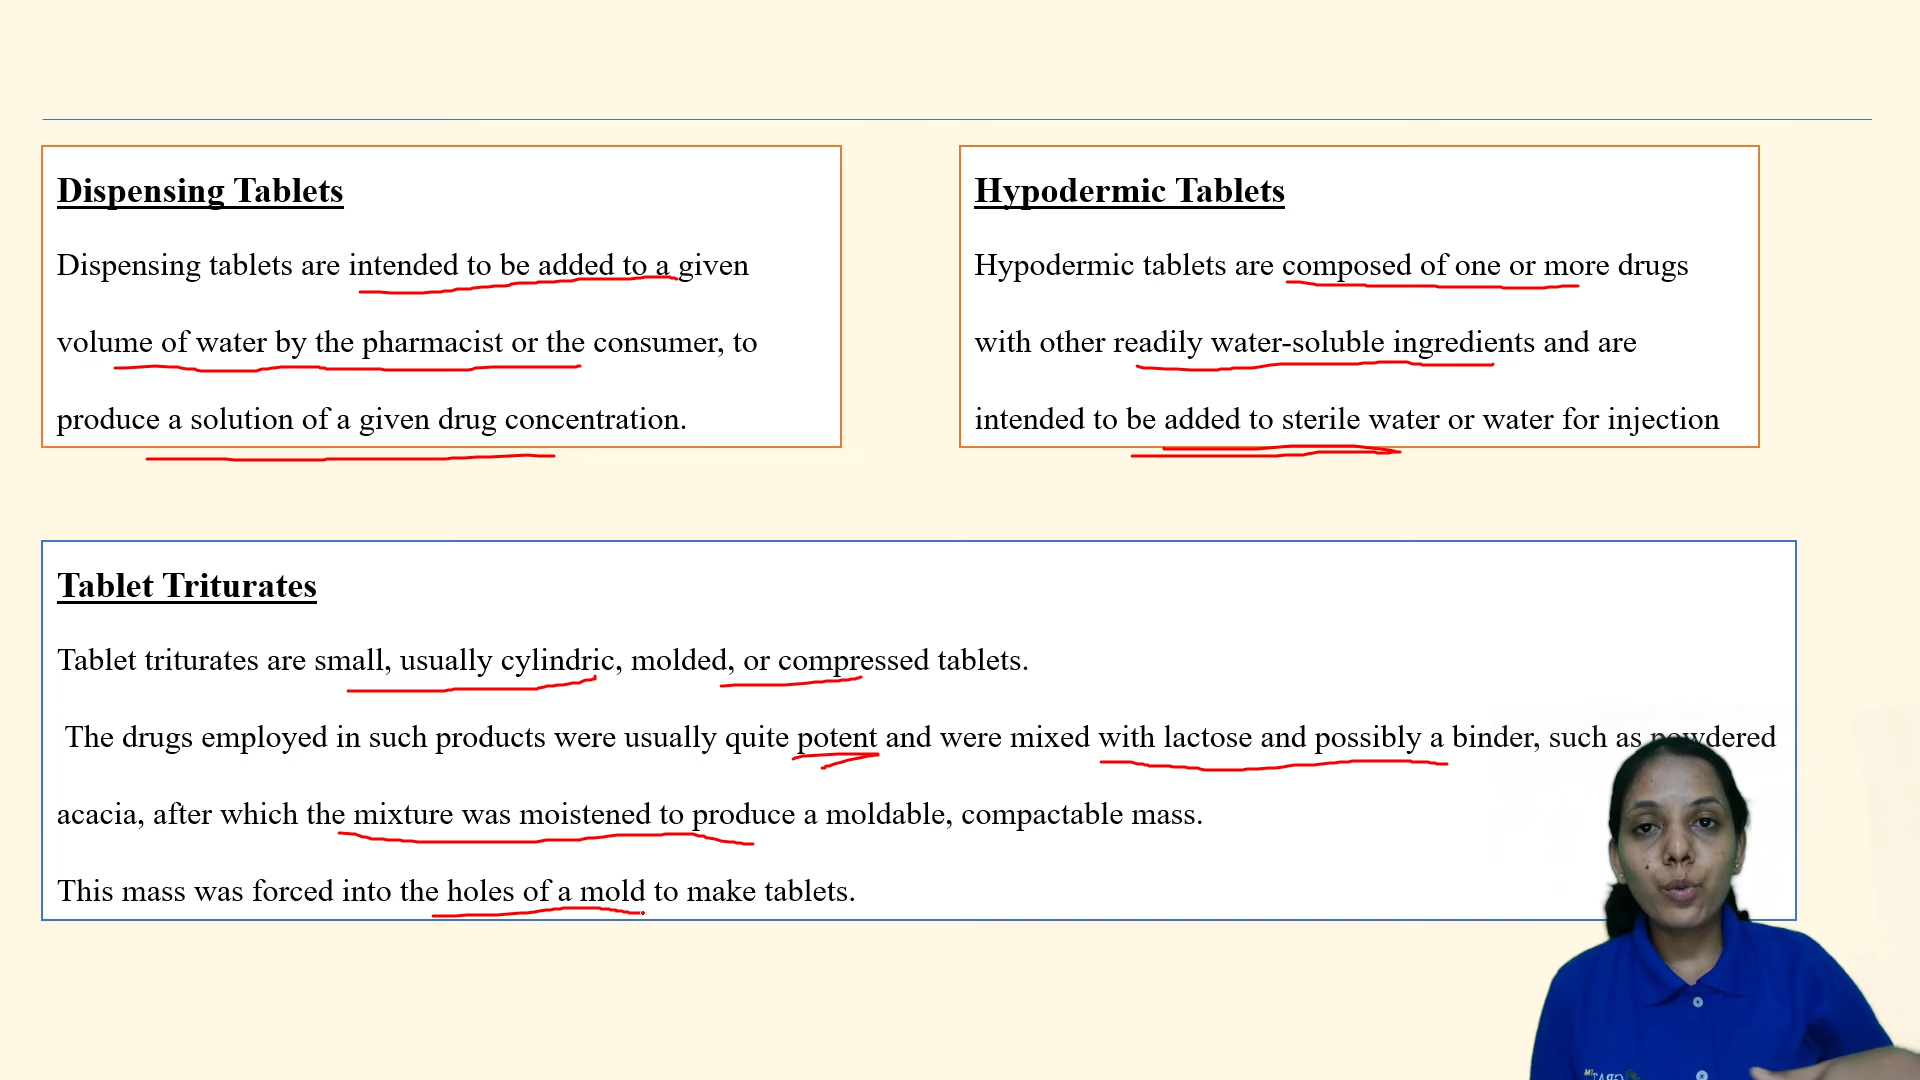 Dispensing Tablets
Dispensing tablets are intended to be added to a given
volume of water by the pharmacist or the consumer, to
produce a solution of a given drug concentration.
Hypodermic Tablets
Hypodermic tablets are composed of one or more drugs
with other readily water-soluble ingredients and are
intended to be added to sterile water or water for injection
Tablet Triturates
Tablet triturates are small, usually cylindric, molded, or compressed tablets.
The drugs employed in such products were usually quite potent and were mixed with lactose and possibly a binder, such as powdered
acacia, after which the mixture was moistened to produce a moldable, compactable mass.
This mass was forced into the holes of a mold to make tablets.